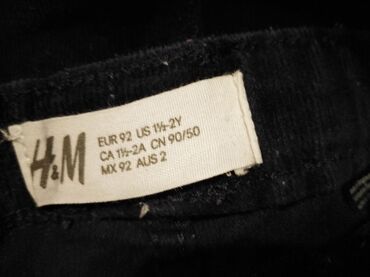 H&M
EUR 92 US 1½-2Y
CA 1½-2A CN 90/50
MX 92 AUS 2